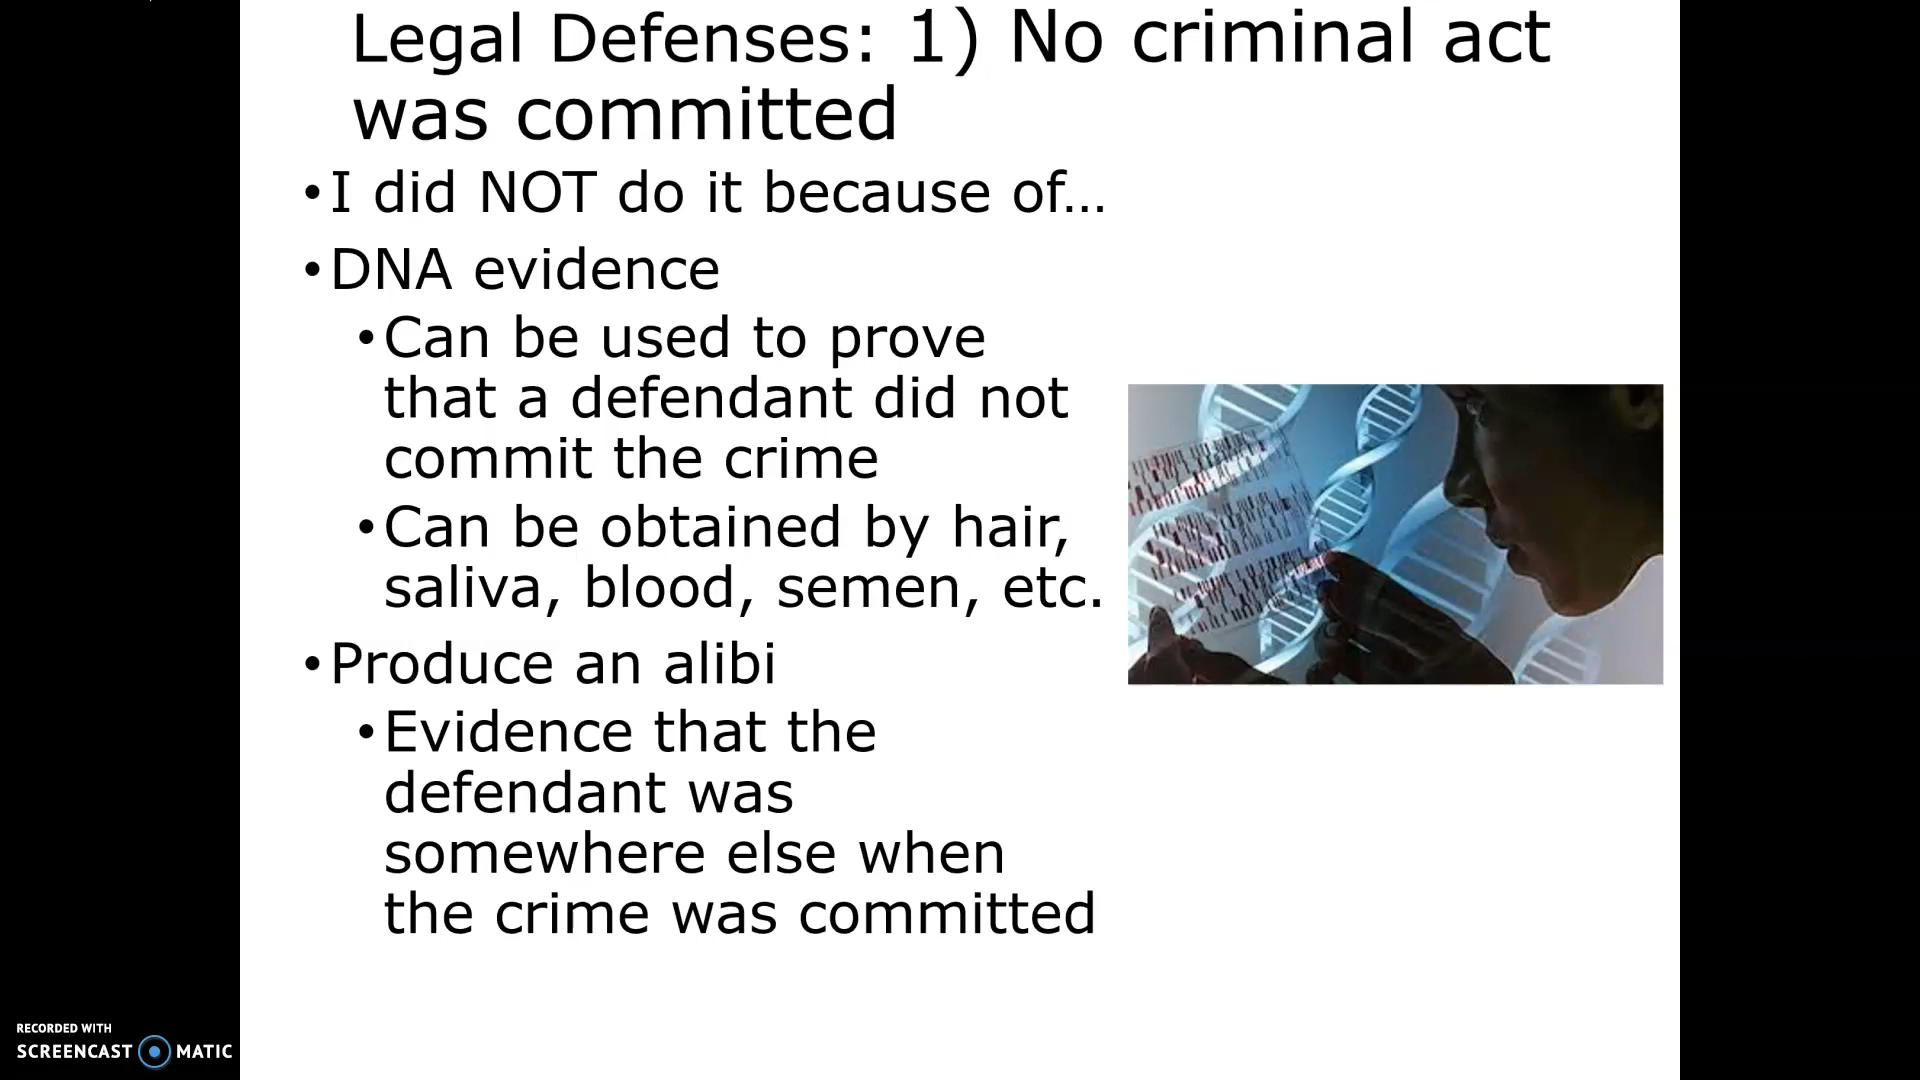 Legal Defenses: 1) No criminal act
was committed
•I did NOT do it because of…
•DNA evidence
•Can be used to prove
that a defendant did not
commit the crime
•Can be obtained by hair,
saliva, blood, semen, etc.
•Produce an alibi
•Evidence that the
defendant was
somewhere else when
the crime was committed
RECORDED WITH
SCREENCAST MATIC